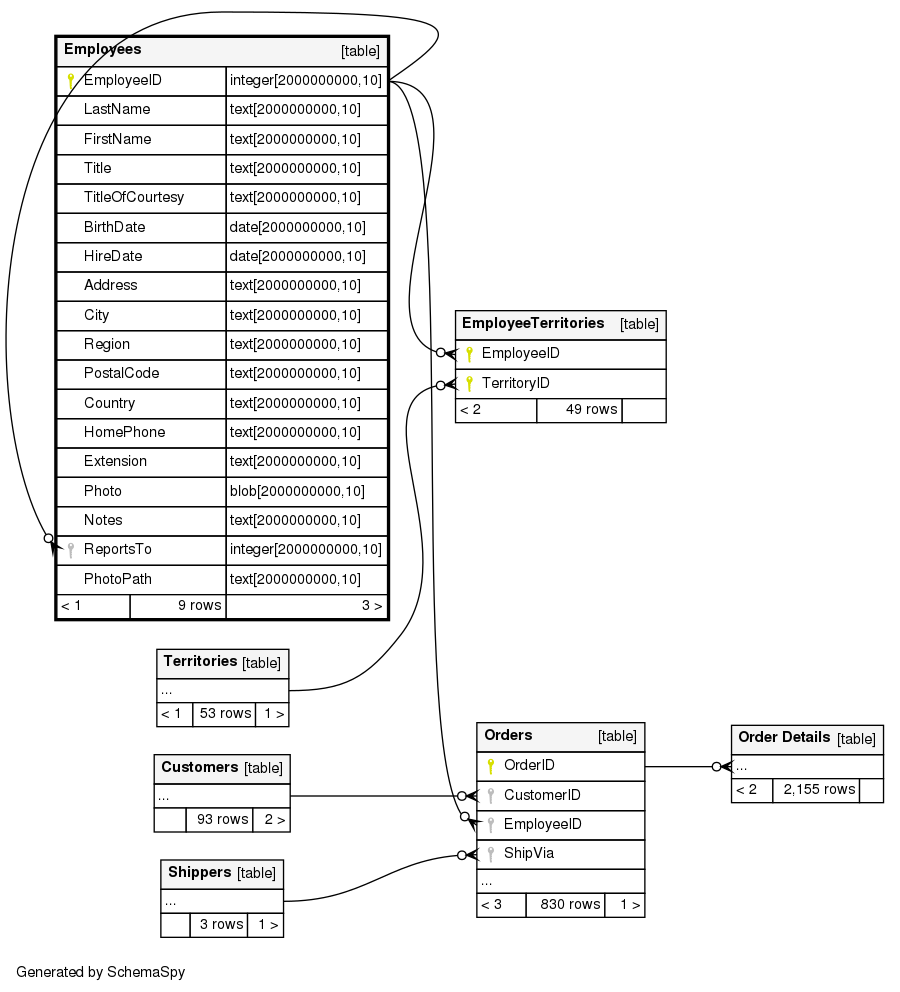 Employees [table]
EmployeeID integer[2000000000,10]
LastName text[2000000000,10]
FirstName text[2000000000,10]
Title text[2000000000,10]
TitleOfCourtesy text[2000000000,10]
BirthDate date[2000000000,10]
HireDate date[2000000000,10]
Address text[2000000000,10]
City text[2000000000,10]
Region text[2000000000,10]
PostalCode text[2000000000,10]
Country text[2000000000,10]
HomePhone text[2000000000,10]
Extension text[2000000000,10]
Photo blob[2000000000,10]
Notes text[2000000000,10]
ReportsTo integer[2000000000,10]
PhotoPath text[2000000000,10]
< 1 9 rows 3 >
EmployeeTerritories [table]
EmployeeID
TerritoryID
< 2 49 rows
Territories [table]
...
< 1 53 rows 1 >
Customers [table]
...
93 rows 2 >
Shippers [table]
...
3 rows 1 >
Orders [table]
OrderID
CustomerID
EmployeeID
ShipVia
...
< 3 830 rows 1 >
Order Details [table]
...
< 2 2,155 rows
Generated by SchemaSpy